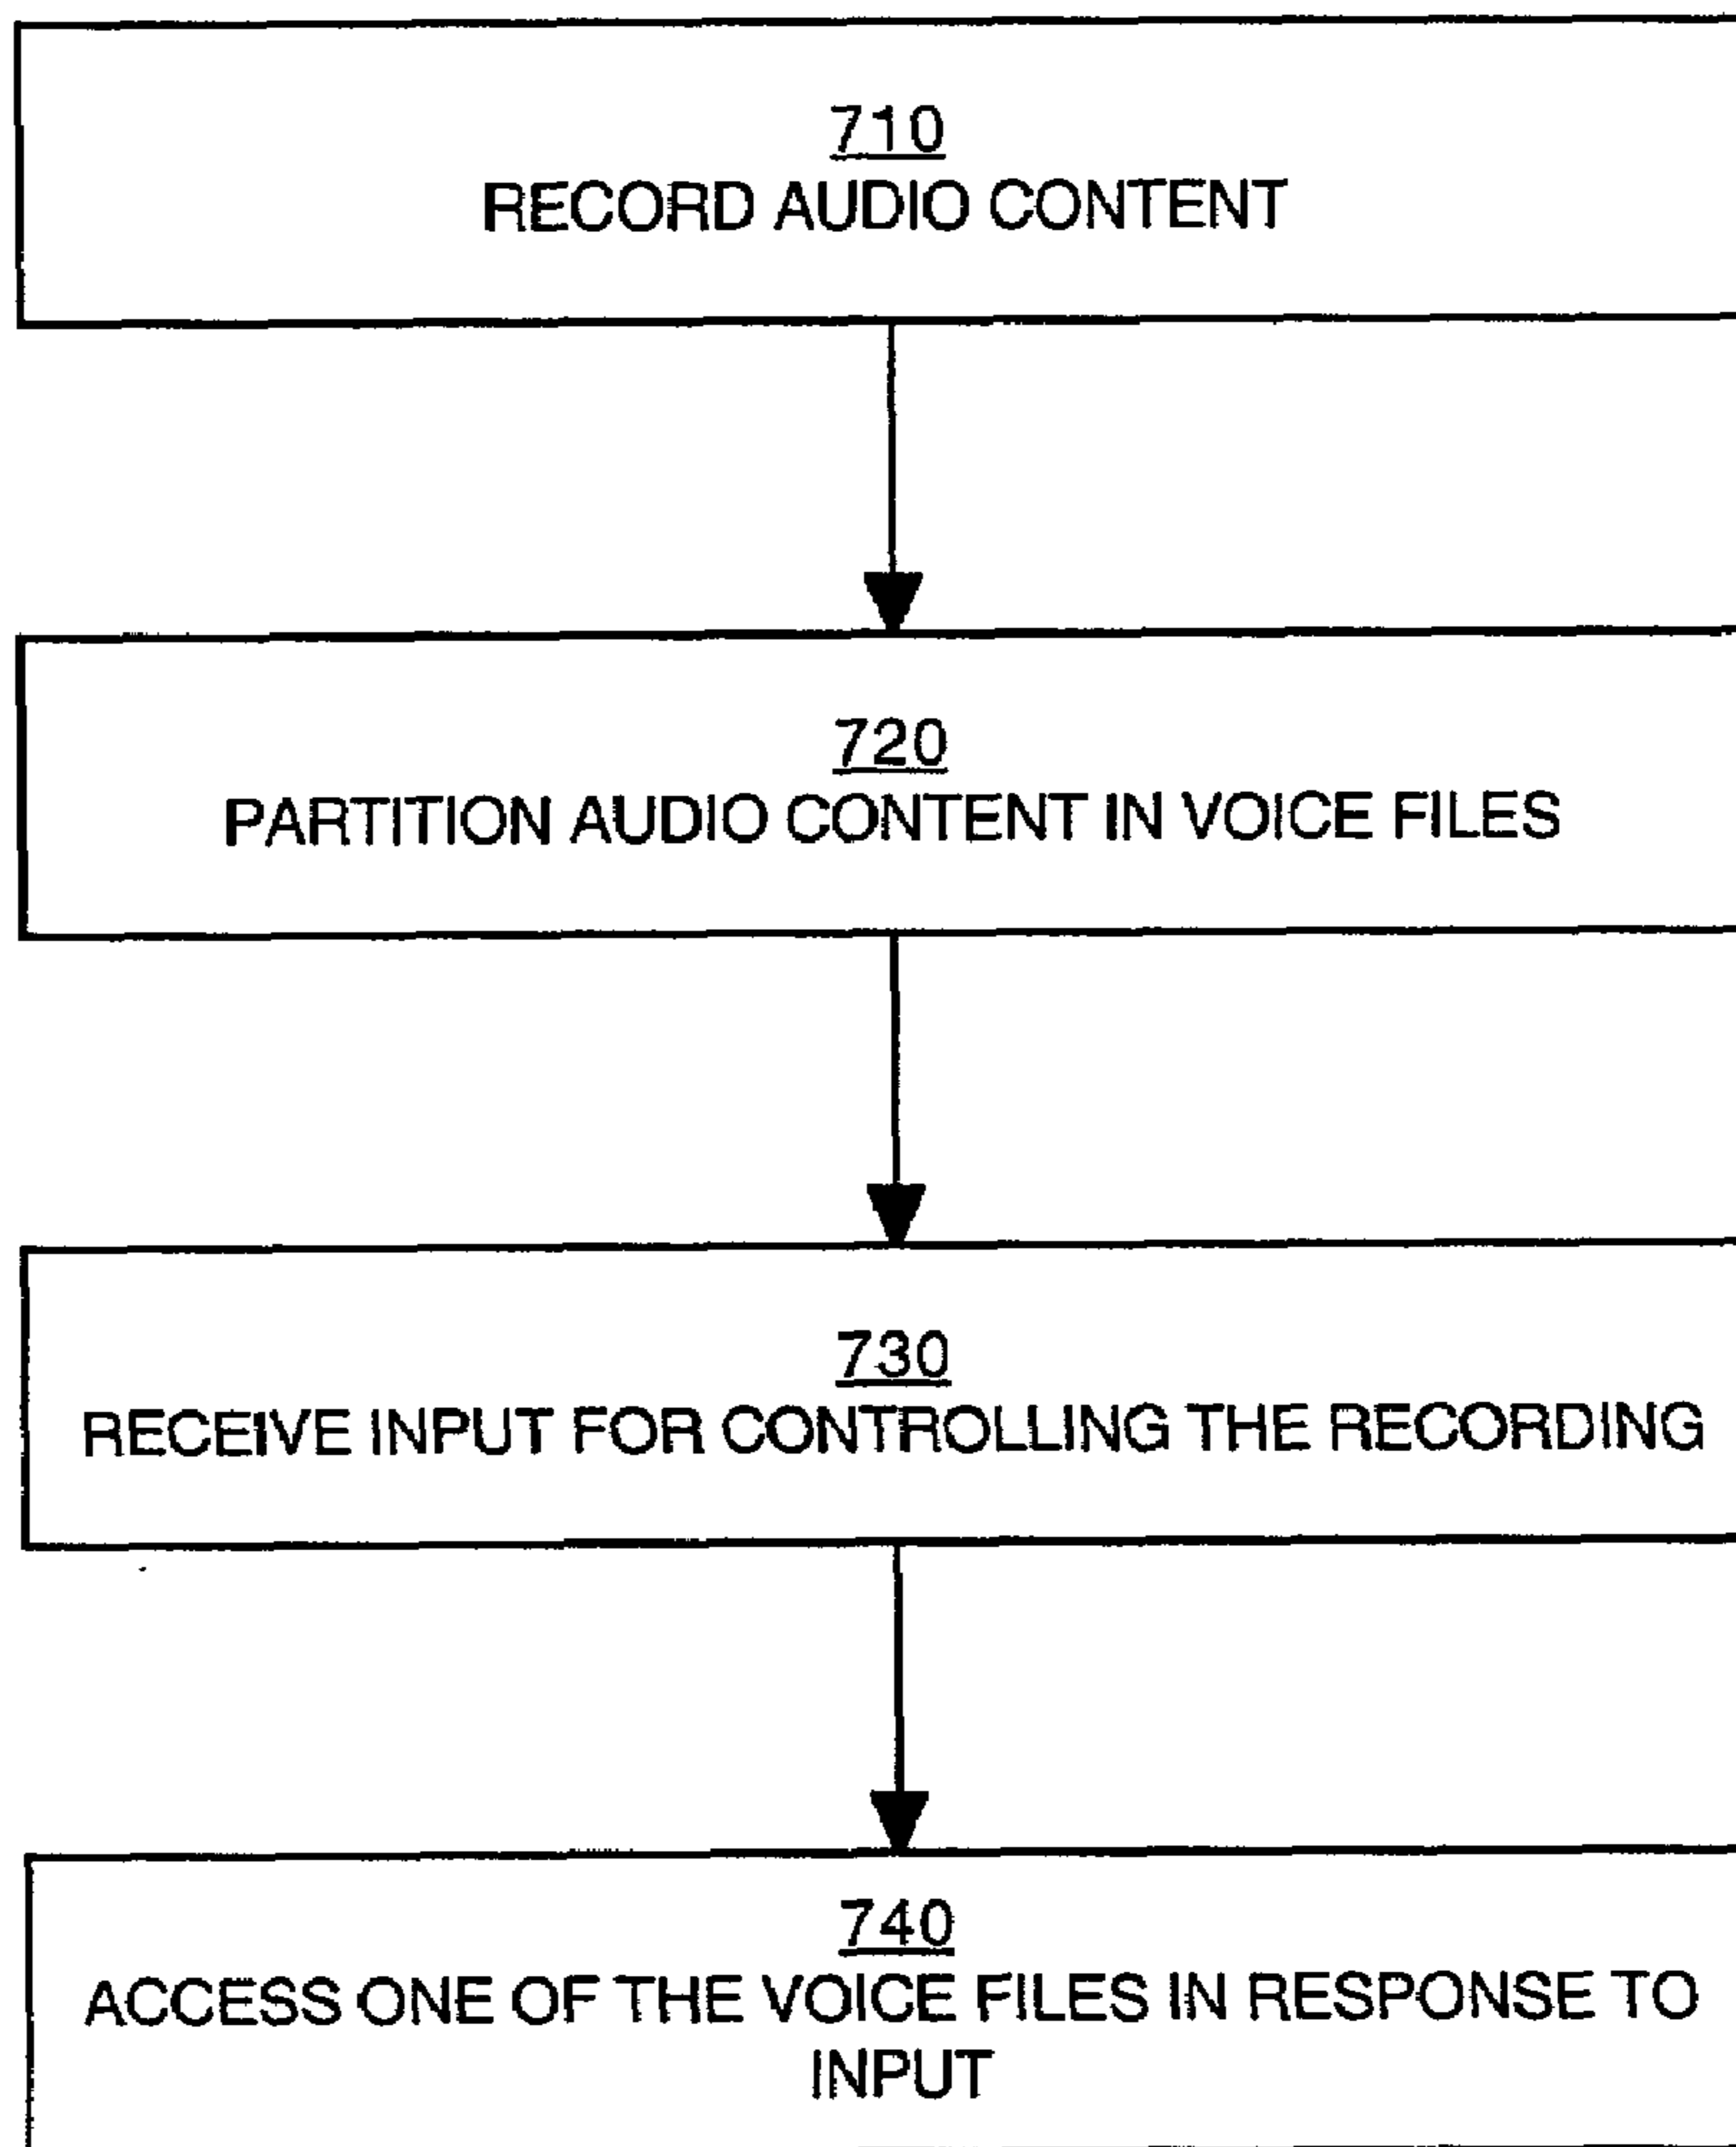 710
RECORD AUDIO CONTENT
720
PARTITION AUDIO CONTENT IN VOICE FILES
730
RECEIVE INPUT FOR CONTROLLING THE RECORDING
740
ACCESS ONE OF THE VOICE FILES IN RESPONSE TO
INPUT